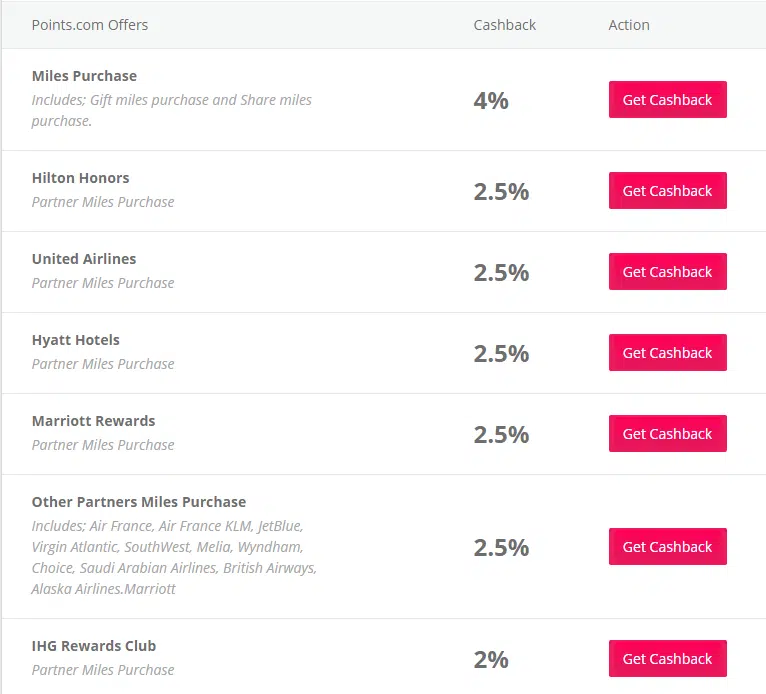 Points.com Offers Cashback Action
Miles Purchase
Includes; Gift miles purchase and Share miles
purchase.
4% Get Cashback
Hilton Honors
Partner Miles Purchase
2.5% Get Cashback
United Airlines
Partner Miles Purchase
2.5% Get Cashback
Hyatt Hotels
Partner Miles Purchase
2.5% Get Cashback
Marriott Rewards
Partner Miles Purchase
2.5% Get Cashback
Other Partners Miles Purchase
Includes; Air France, Air France KLM, JetBlue,
Virgin Atlantic, SouthWest, Melia, Wyndham,
Choice, Saudi Arabian Airlines, British Airways,
Alaska Airlines.Marriott
2.5% Get Cashback
IHG Rewards Club
Partner Miles Purchase
2% Get Cashback